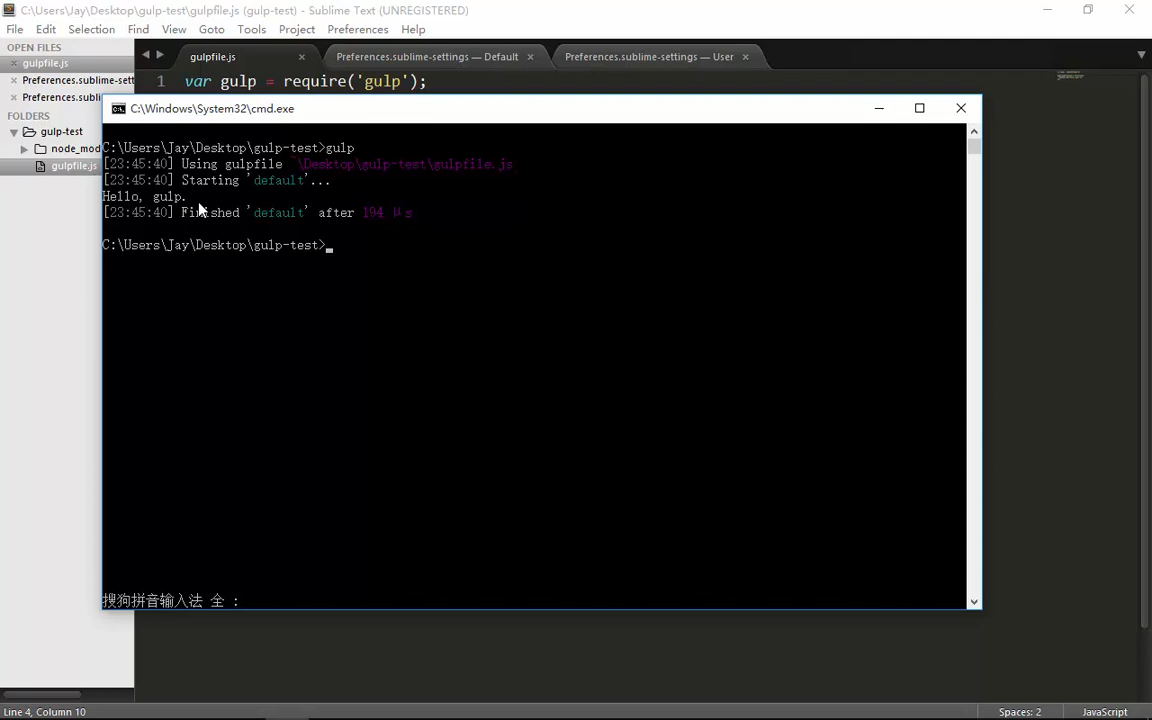 C:\Users\Jay\Desktop\gulp-test\gulpfile.js (gulp-test) - Sublime Text (UNREGISTERED)
File Edit Selection View Find Goto Tools Project Preferences Help
OPEN FILES
gulpfile.js
Preferences.sublime-sett
Preferences.subli
FOLDERS
gulp-test
node_mod
gulpfile.js
gulpfile.js Preferences.sublime-settings — Default Preferences.sublime-settings — User
1 var gulp = require('gulp');
C:\Windows\System32\cmd.exe
C:\Users\Jay\Desktop\gulp-test>gulp
[23:45:40] Using gulpfile ~\Desktop\gulp-test\gulpfile.js
[23:45:40] Starting 'default'...
Hello, gulp.
[23:45:40] Finished 'default' after 194 μs
C:\Users\Jay\Desktop\gulp-test>_
搜狗拼音输入法 全 :
Line 4, Column 10 Spaces: 2 JavaScript